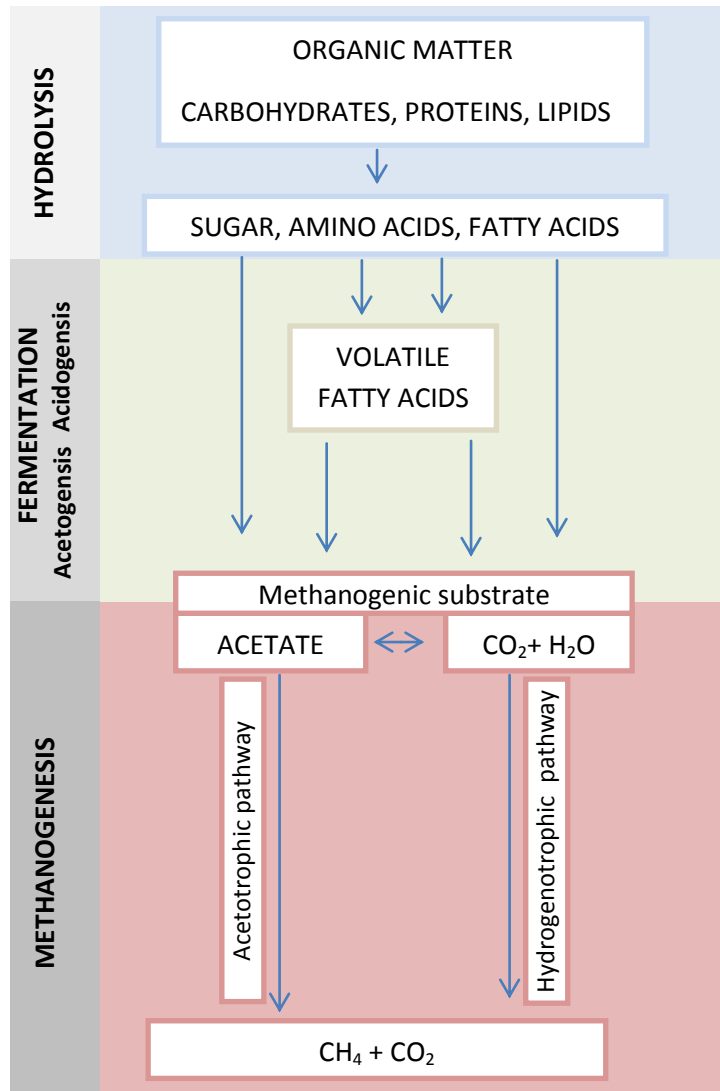 HYDROLYSIS
ORGANIC MATTER
CARBOHYDRATES, PROTEINS, LIPIDS
SUGAR, AMINO ACIDS, FATTY ACIDS
FERMENTATION
Acetogensis Acidogensis
VOLATILE
FATTY ACIDS
METHANOGENESIS
Methanogenic substrate
ACETATE
CO₂+ H₂O
Acetotrophic pathway
Hydrogenotrophic pathway
CH₄ + CO₂